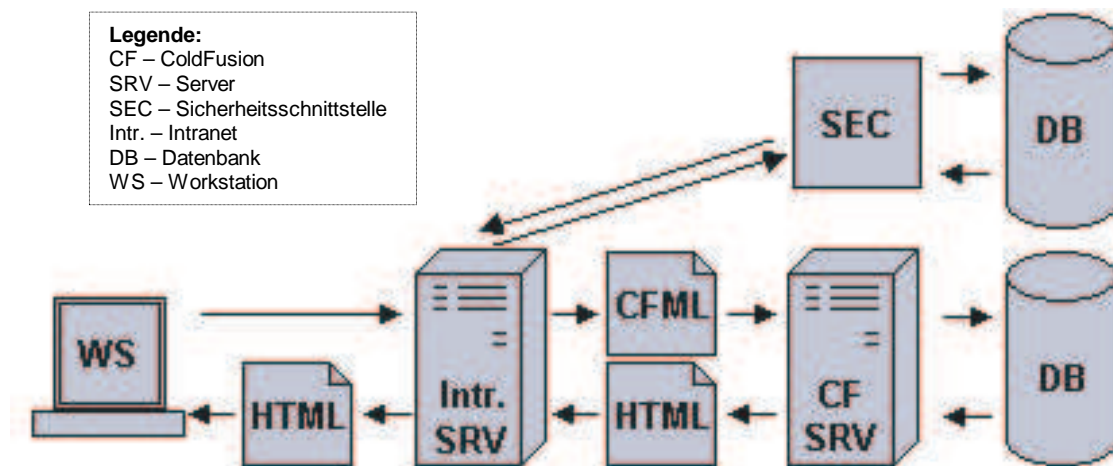 Legende:
CF – ColdFusion
SRV – Server
SEC – Sicherheitsschnittstelle
Intr. – Intranet
DB – Datenbank
WS – Workstation
SEC
DB
WS
HTML
Intr.
SRV
CFML
HTML
CF
SRV
DB